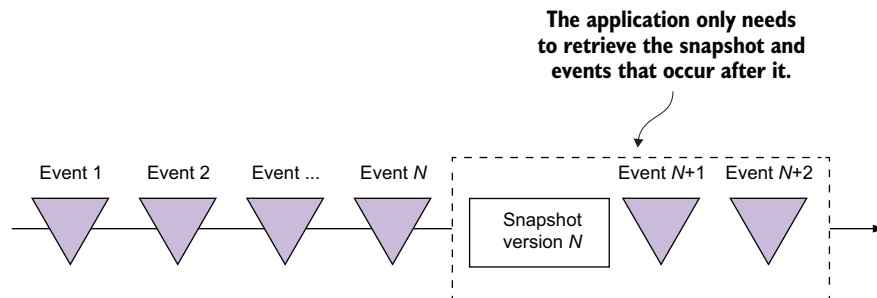 The application only needs
to retrieve the snapshot and
events that occur after it.
Event 1
Event 2
Event ...
Event N
Event N+1
Event N+2
Snapshot
version N